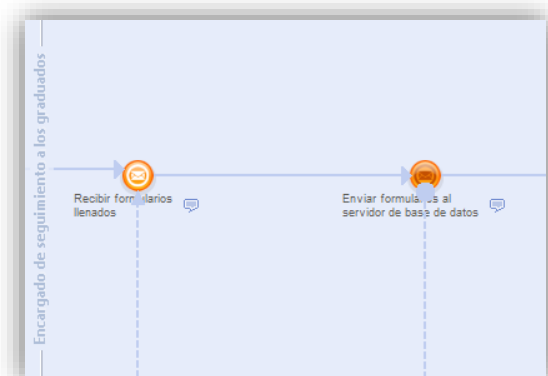 Encargado de seguimiento a los graduados
Recibir formularios
llenados
Enviar formularios al
servidor de base de datos